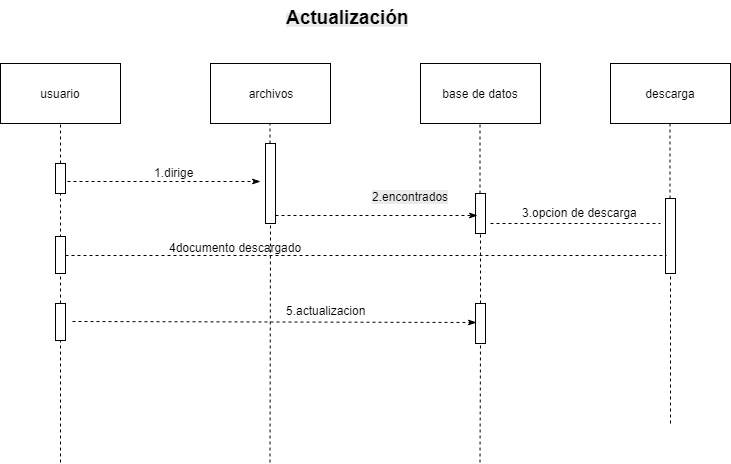 Actualización
usuario
archivos
base de datos
descarga
1.dirige
2.encontrados
3.opcion de descarga
4documento descargado
5.actualizacion